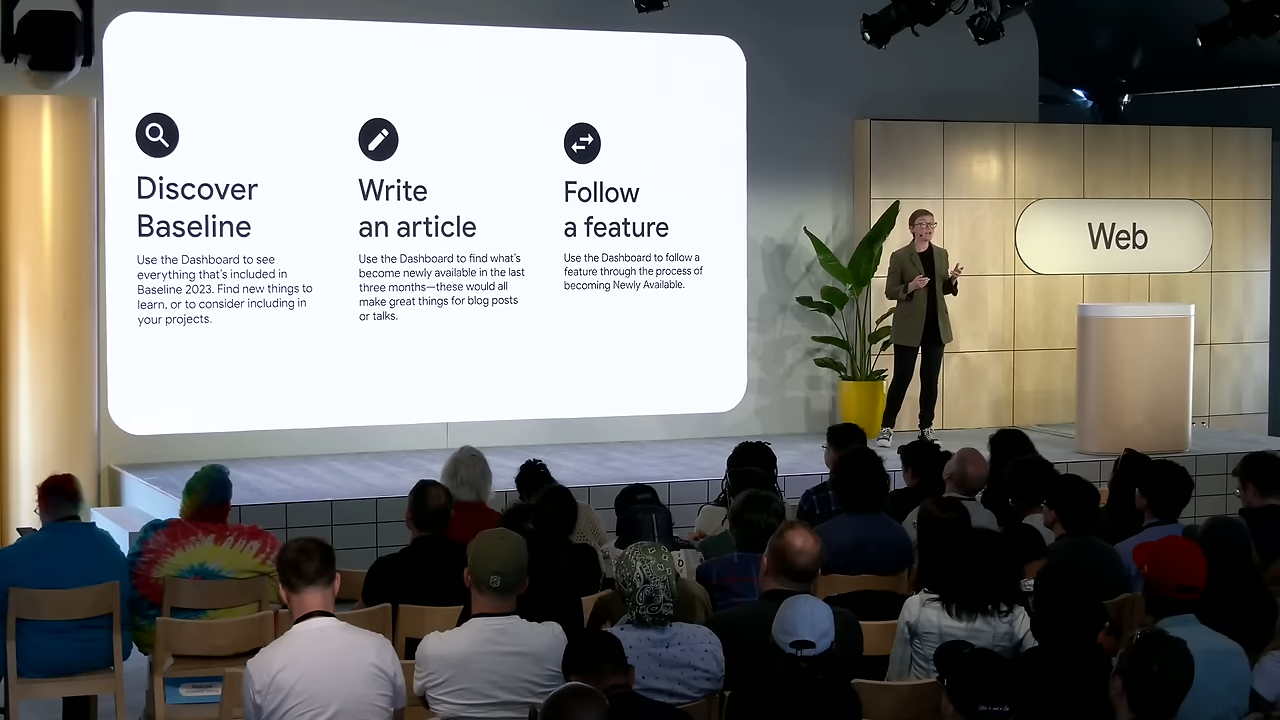 Discover
Baseline
Use the Dashboard to see
everything that's included in
Baseline 2023. Find new things to
learn, or to consider including in
your projects.
Write
an article
Use the Dashboard to find what's
become newly available in the last
three months—these would all
make great things for blog posts
or talks.
Follow
a feature
Use the Dashboard to follow a
feature through the process of
becoming Newly Available.
Web